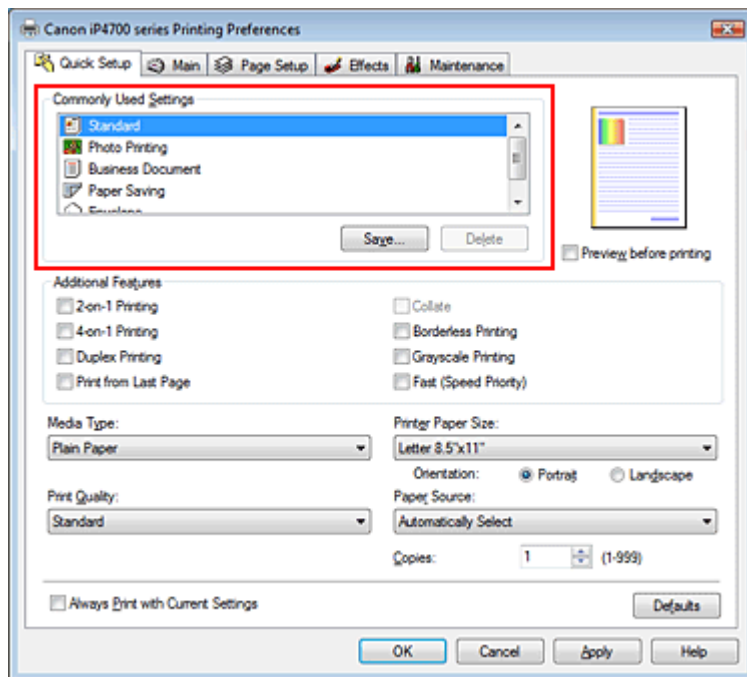 Canon iP4700 series Printing Preferences
Quick Setup Main Page Setup Effects Maintenance
Commonly Used Settings
Standard
Photo Printing
Business Document
Paper Saving
Envelope
Save... Delete
Preview before printing
Additional Features
2-on-1 Printing Collate
4-on-1 Printing Borderless Printing
Duplex Printing Grayscale Printing
Print from Last Page Fast (Speed Priority)
Media Type: Printer Paper Size:
Plain Paper Letter 8.5"x11"
Orientation: Portrait Landscape
Print Quality: Paper Source:
Standard Automatically Select
Copies: 1 (1-999)
Always Print with Current Settings Defaults
OK Cancel Apply Help